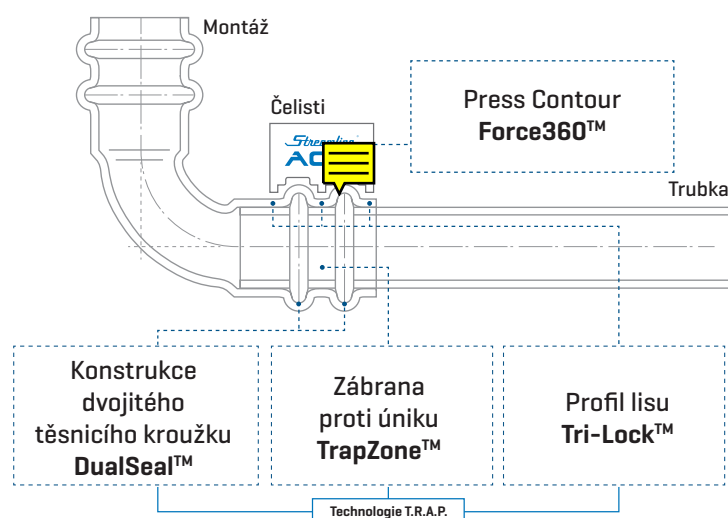 Montáž
Čelisti
Streamline
Press Contour
Force360™
Trubka
Konstrukce
dvojitého
těsnicího kroužku
DualSeal™
Zábrana
proti úniku
TrapZone™
Profil lisu
Tri-Lock™
Technologie T.R.A.P.